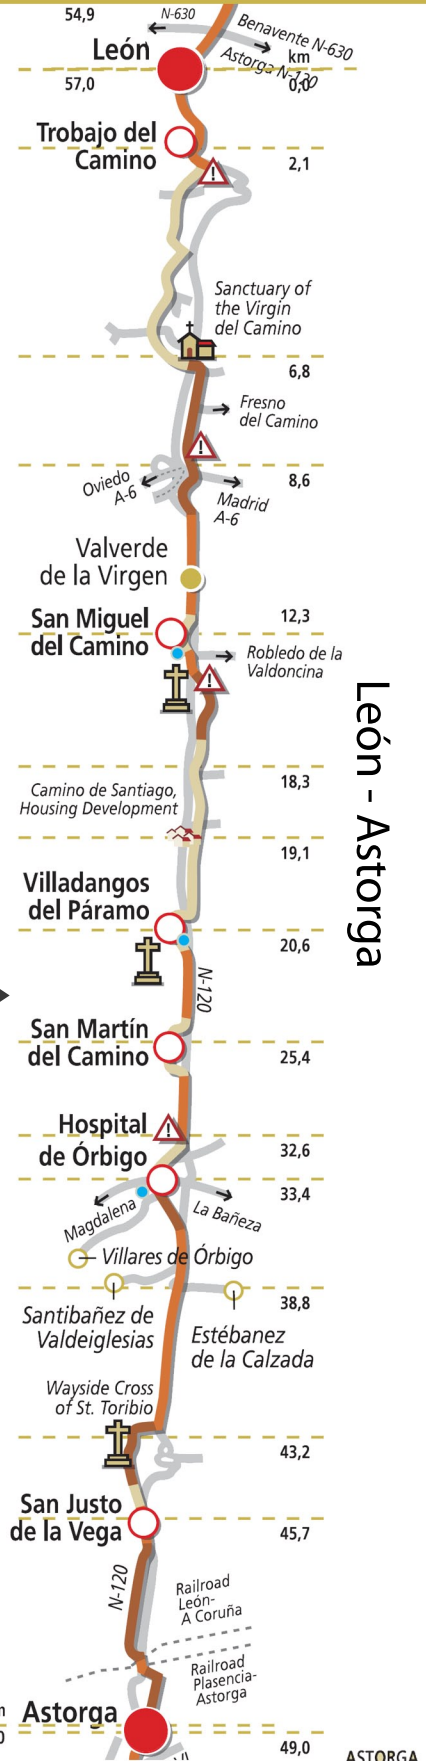 54,9
N-630
Benavente N-630
León
Astorga N-120
km
57,0
0,0
Trobajo del
Camino
2,1
Sanctuary of
the Virgin
del Camino
6,8
Fresno
del Camino
8,6
Oviedo
A-6
Madrid
A-6
Valverde
de la Virgen
12,3
San Miguel
del Camino
Robledo de la
Valdoncina
León - Astorga
18,3
Camino de Santiago,
Housing Development
19,1
Villadangos
del Páramo
20,6
N-120
San Martín
del Camino
25,4
Hospital
de Órbigo
32,6
33,4
Magdalena
La Bañeza
Villares de Órbigo
38,8
Santibañez de
Valdeiglesias
Estébanez
de la Calzada
Wayside Cross
of St. Toribio
43,2
San Justo
de la Vega
45,7
N-120
Railroad
León-
A Coruña
Railroad
Plasencia-
Astorga
Astorga
49,0
ASTORGA